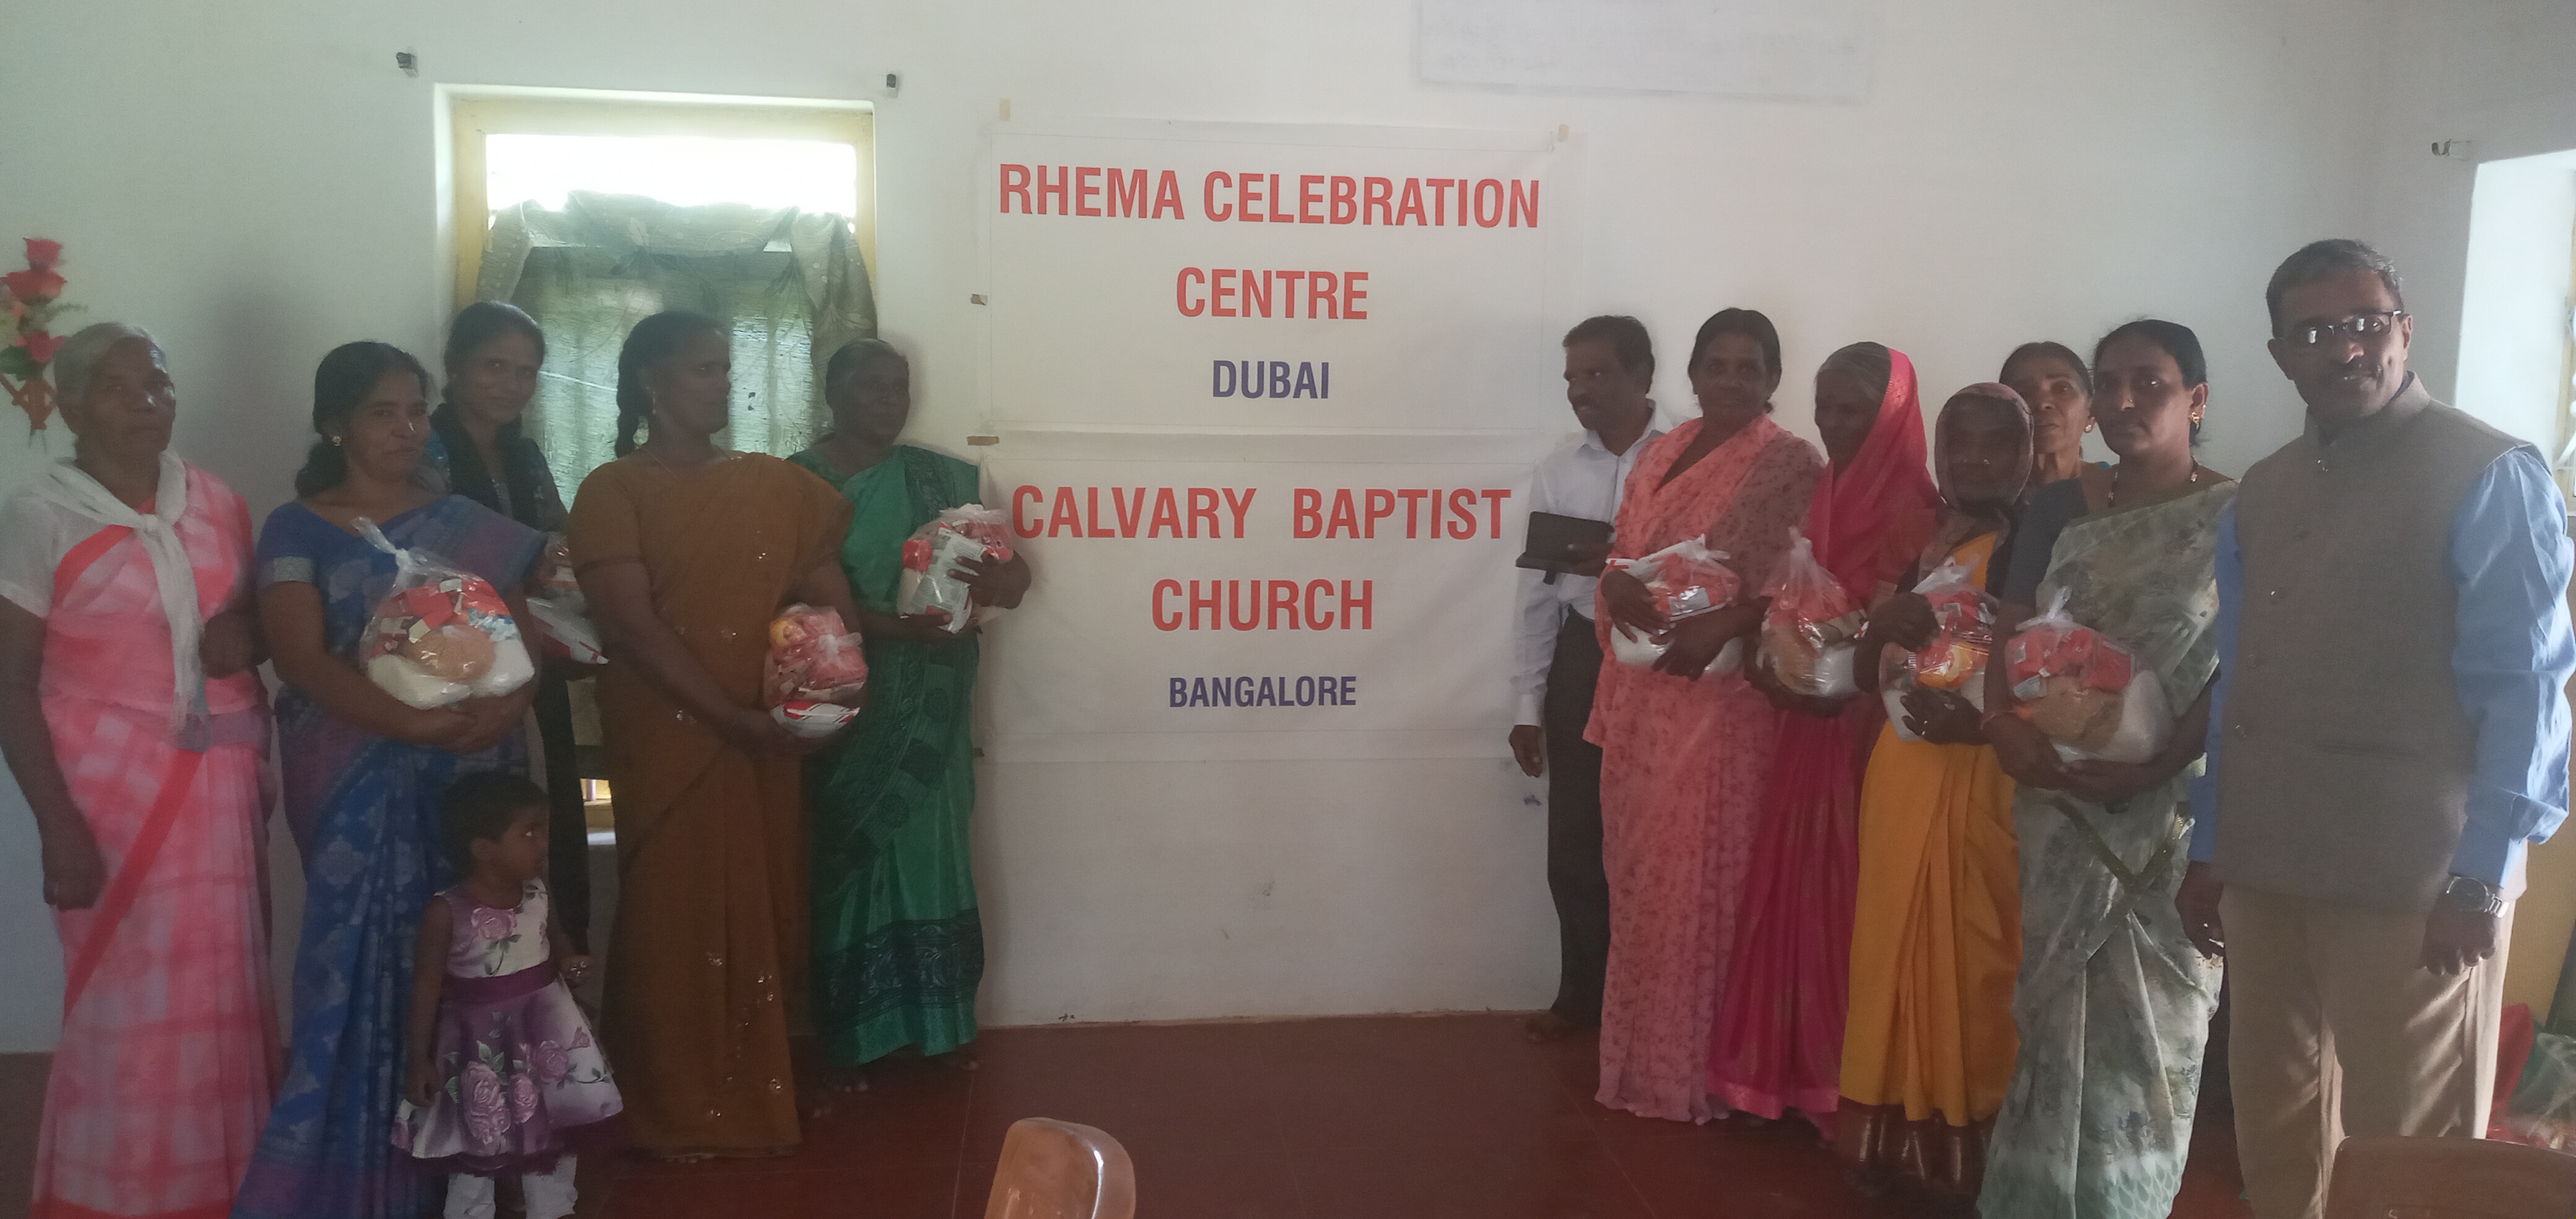 RHEMA CELEBRATION
CENTRE
DUBAI
CALVARY BAPTIST
CHURCH
BANGALORE